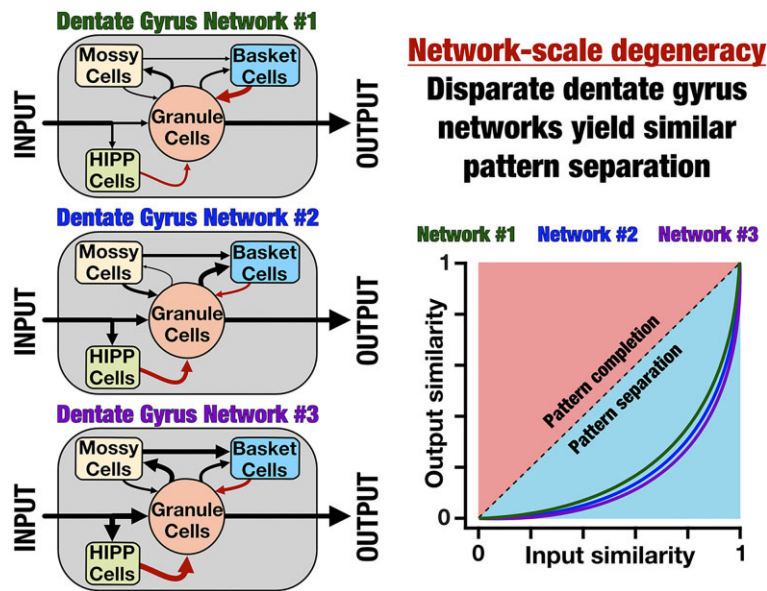 Dentate Gyrus Network #1
Mossy
Cells
Basket
Cells
Granule
Cells
HIPP
Cells
INPUT
OUTPUT
Dentate Gyrus Network #2
Mossy
Cells
Basket
Cells
Granule
Cells
HIPP
Cells
INPUT
OUTPUT
Dentate Gyrus Network #3
Mossy
Cells
Basket
Cells
Granule
Cells
HIPP
Cells
INPUT
OUTPUT
Network-scale degeneracy
Disparate dentate gyrus
networks yield similar
pattern separation
Network #1 Network #2 Network #3
1
Output similarity
Pattern completion
Pattern separation
0
0
Input similarity
1